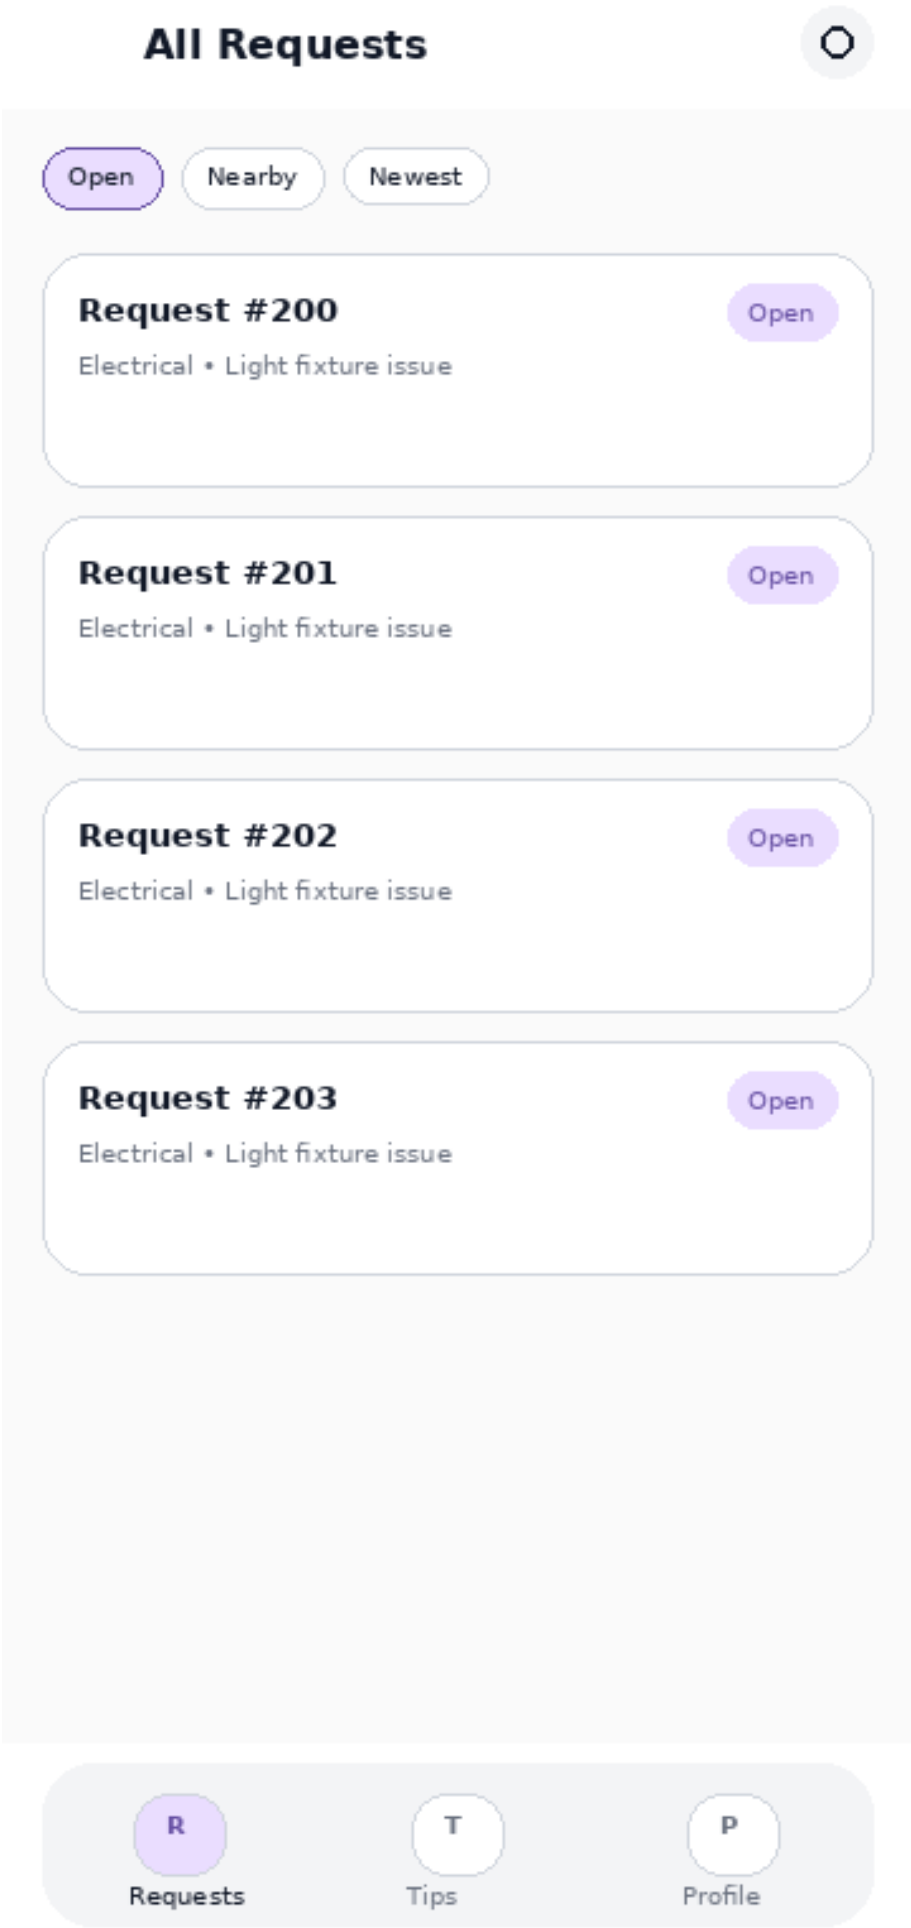 All Requests
Open Nearby Newest
Request #200 Open
Electrical • Light fixture issue
Request #201 Open
Electrical • Light fixture issue
Request #202 Open
Electrical • Light fixture issue
Request #203 Open
Electrical • Light fixture issue
R T P
Requests Tips Profile